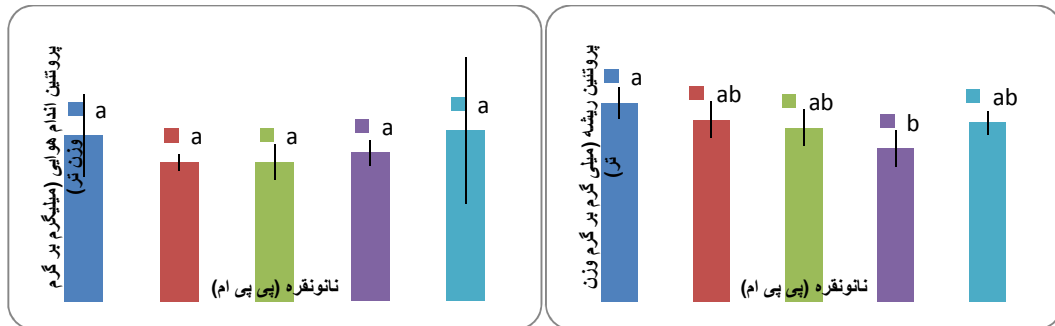 پروتئین اندام هوایی (میلیگرم بر گرم
وزن تر)
a
a
a
a
a
نانونقره (پی پی ام)
پروتئین ریشه (میلی گرم بر گرم وزن
تر)
a
ab
ab
b
ab
نانونقره (پی پی ام)